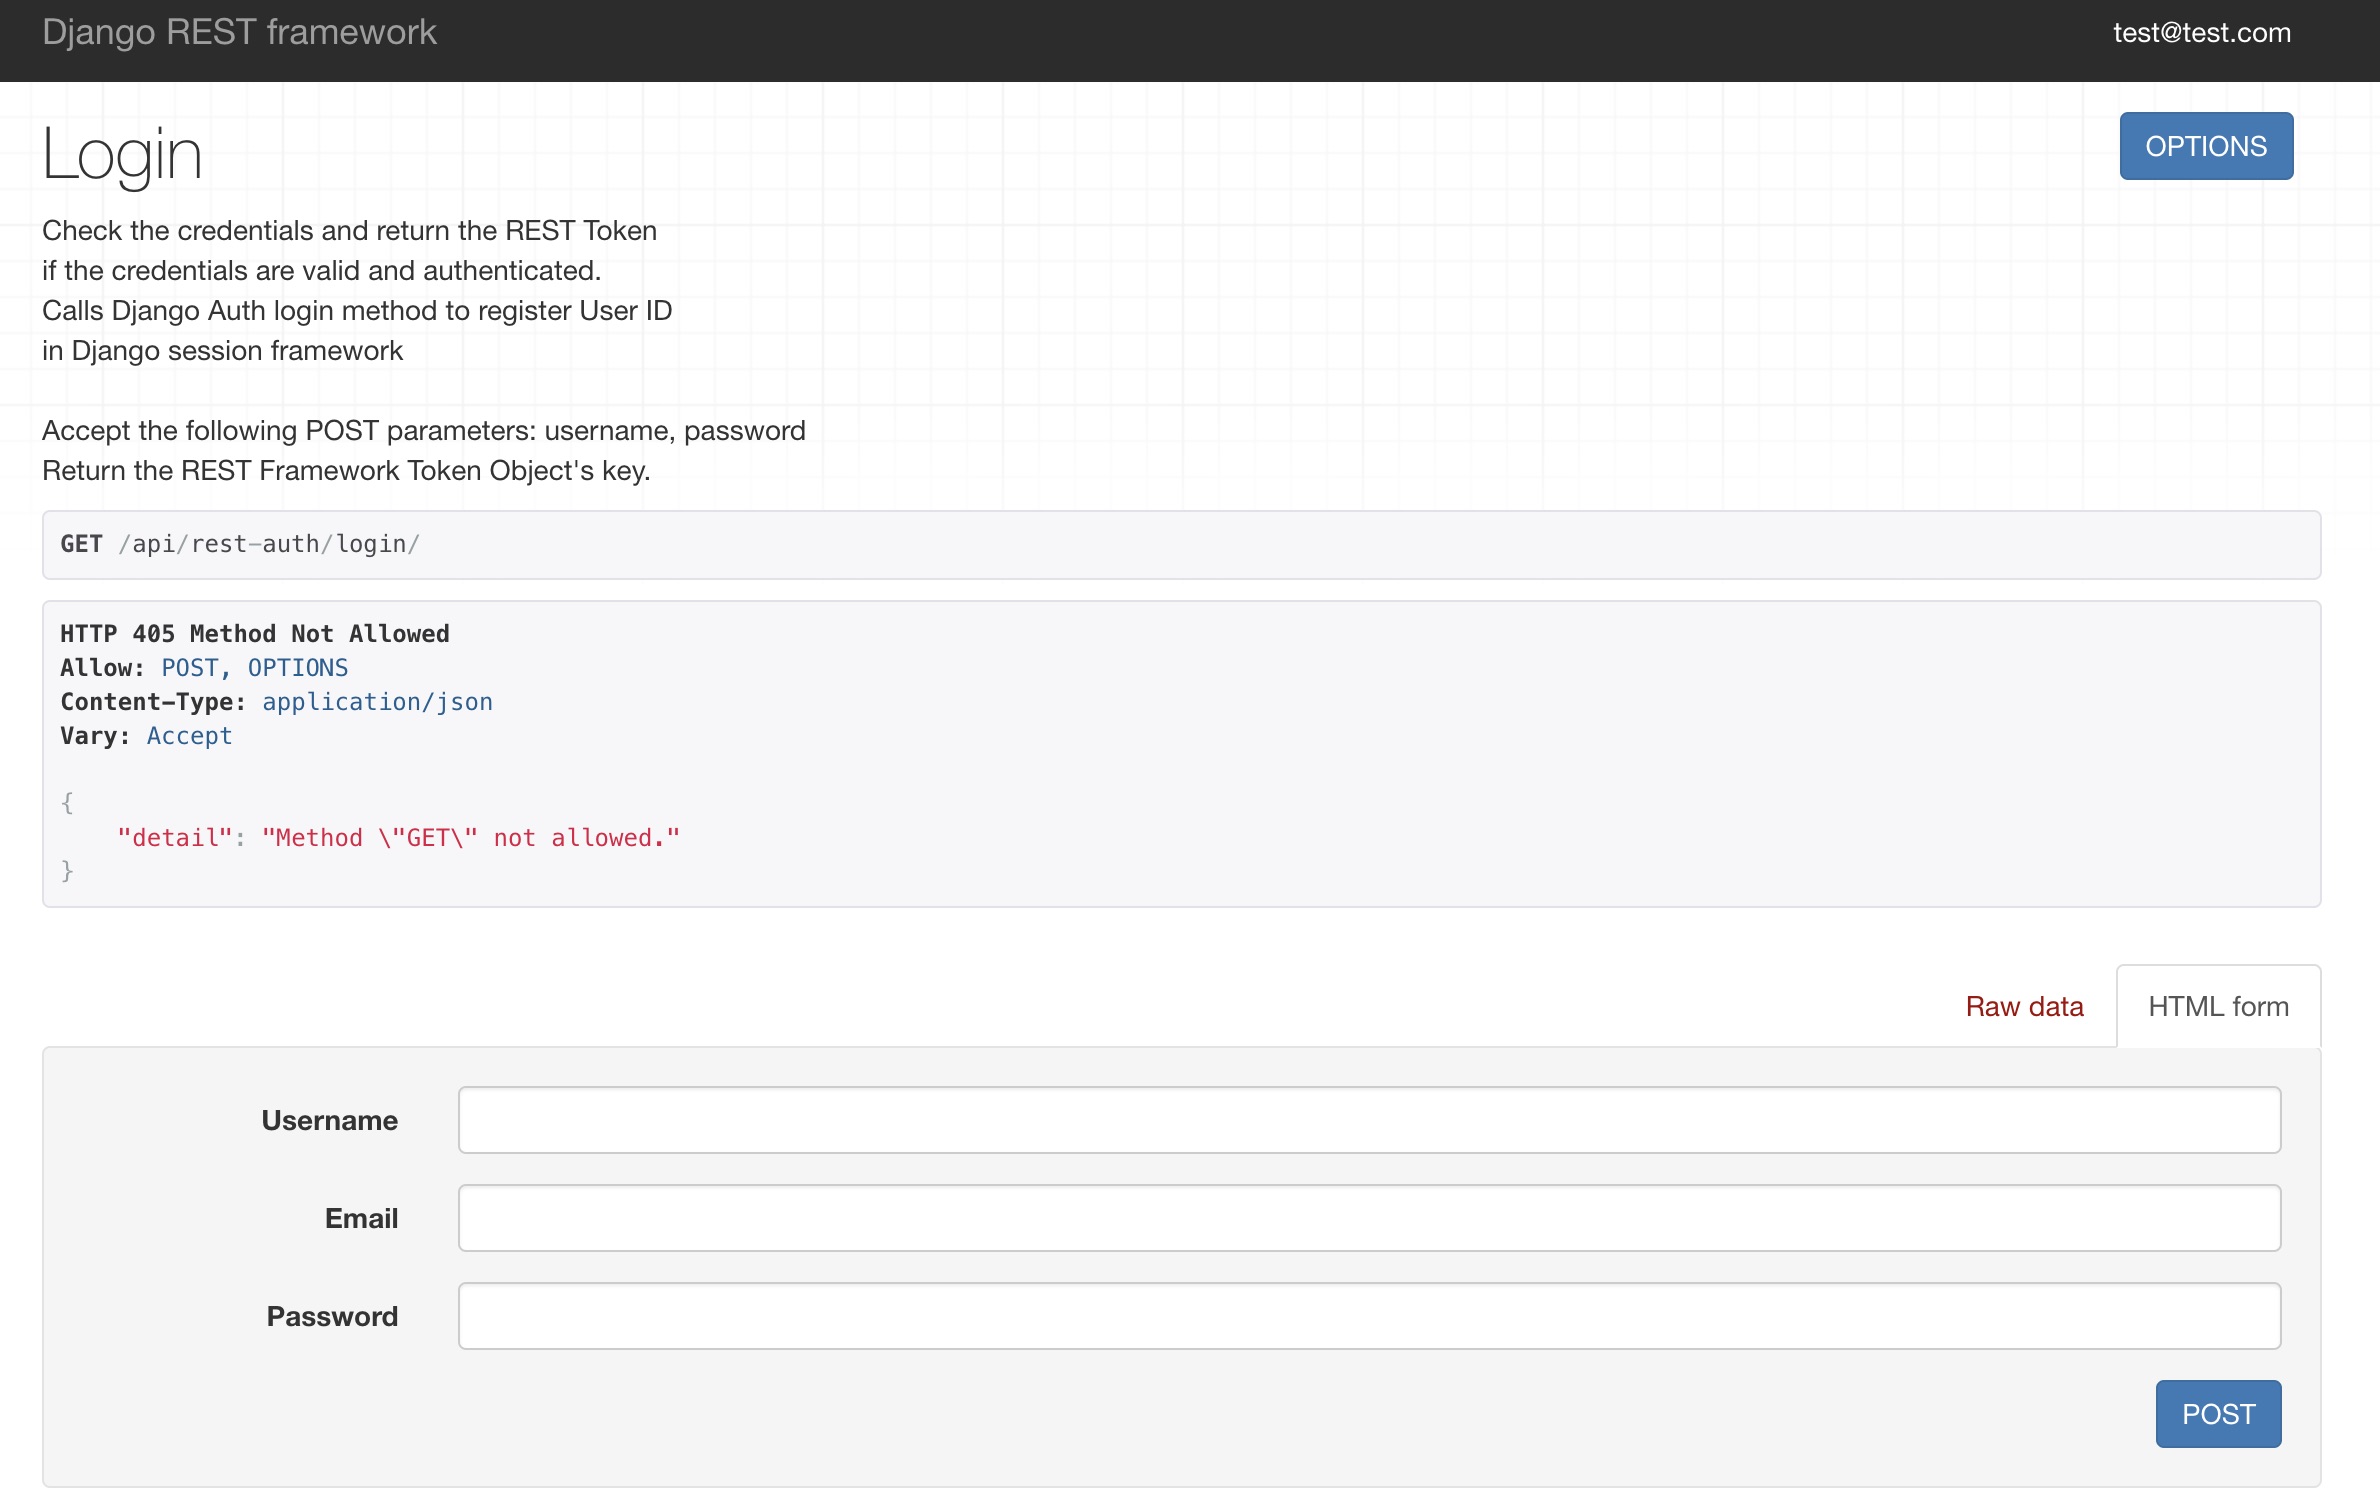 Django REST framework
test@test.com
Login
OPTIONS
Check the credentials and return the REST Token
if the credentials are valid and authenticated.
Calls Django Auth login method to register User ID
in Django session framework
Accept the following POST parameters: username, password
Return the REST Framework Token Object's key.
GET /api/rest-auth/login/
HTTP 405 Method Not Allowed
Allow: POST, OPTIONS
Content-Type: application/json
Vary: Accept
{
    "detail": "Method \"GET\" not allowed."
}
Raw data
HTML form
Username
Email
Password
POST